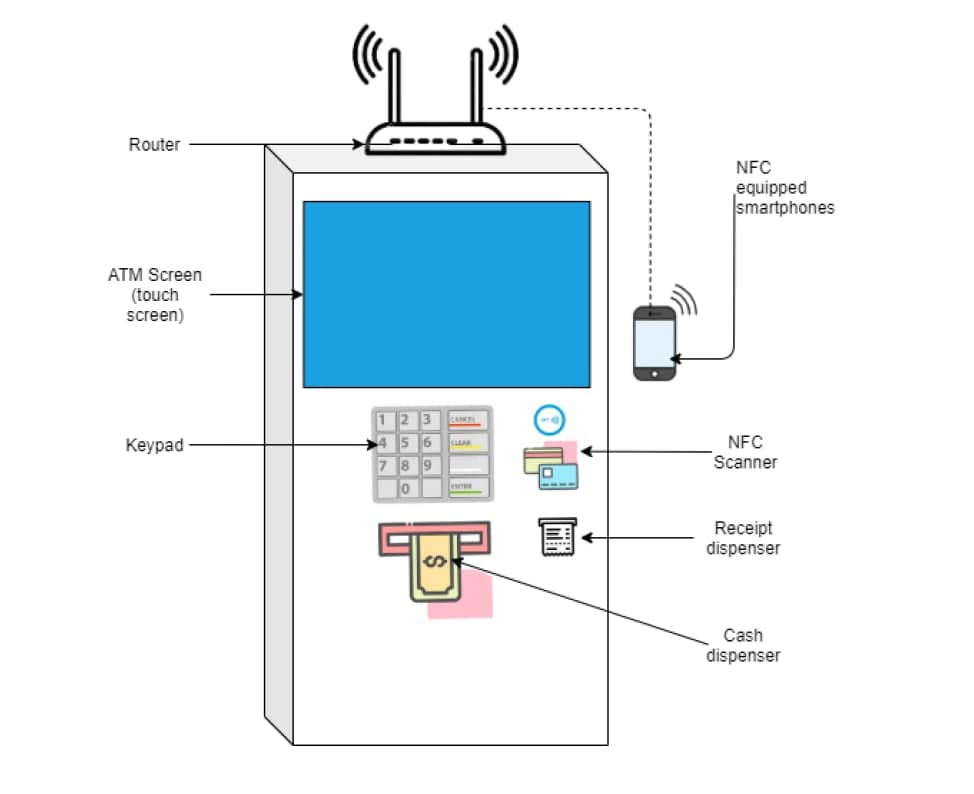 Router
NFC
equipped
smartphones
ATM Screen
(touch
screen)
Keypad
1 2 3 CANCEL
4 5 6 CLEAR
7 8 9
0 ENTER
NFC
Scanner
Receipt
dispenser
$
Cash
dispenser